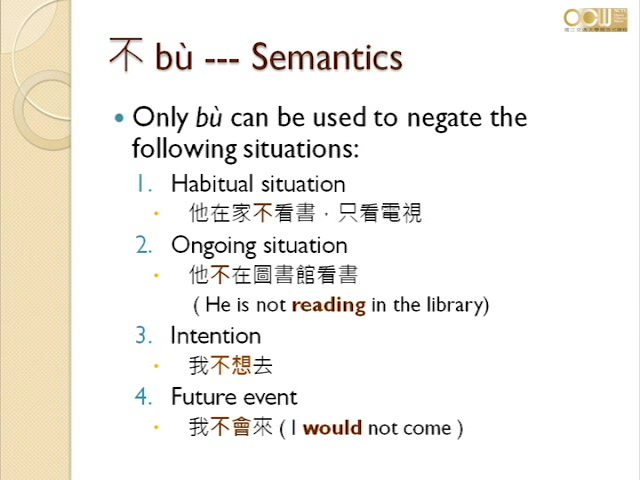 不 bù --- Semantics
• Only bù can be used to negate the
following situations:
1. Habitual situation
• 他在家不看書，只看電視
2. Ongoing situation
• 他不在圖書館看書
( He is not reading in the library)
3. Intention
• 我不想去
4. Future event
• 我不會來 ( I would not come )